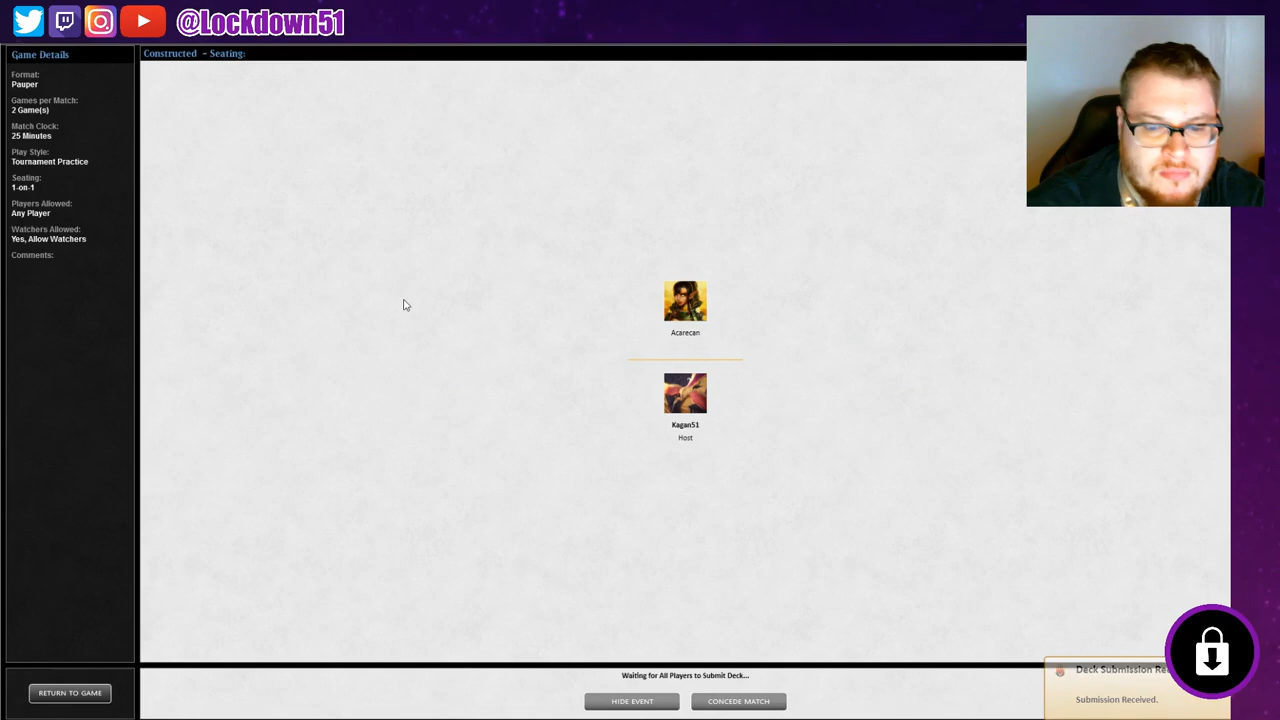 @Lockdown51
Game Details
Constructed - Seating:
Format:
Pauper
Games per Match:
2 Game(s)
Match Clock:
25 Minutes
Play Style:
Tournament Practice
Seating:
1-on-1
Players Allowed:
Any Player
Watchers Allowed:
Yes, Allow Watchers
Comments:
Acarecan
Kagan51
Host
Waiting for All Players to Submit Deck...
RETURN TO GAME
HIDE EVENT
CONCEDE MATCH
Deck Submission
Submission Received.